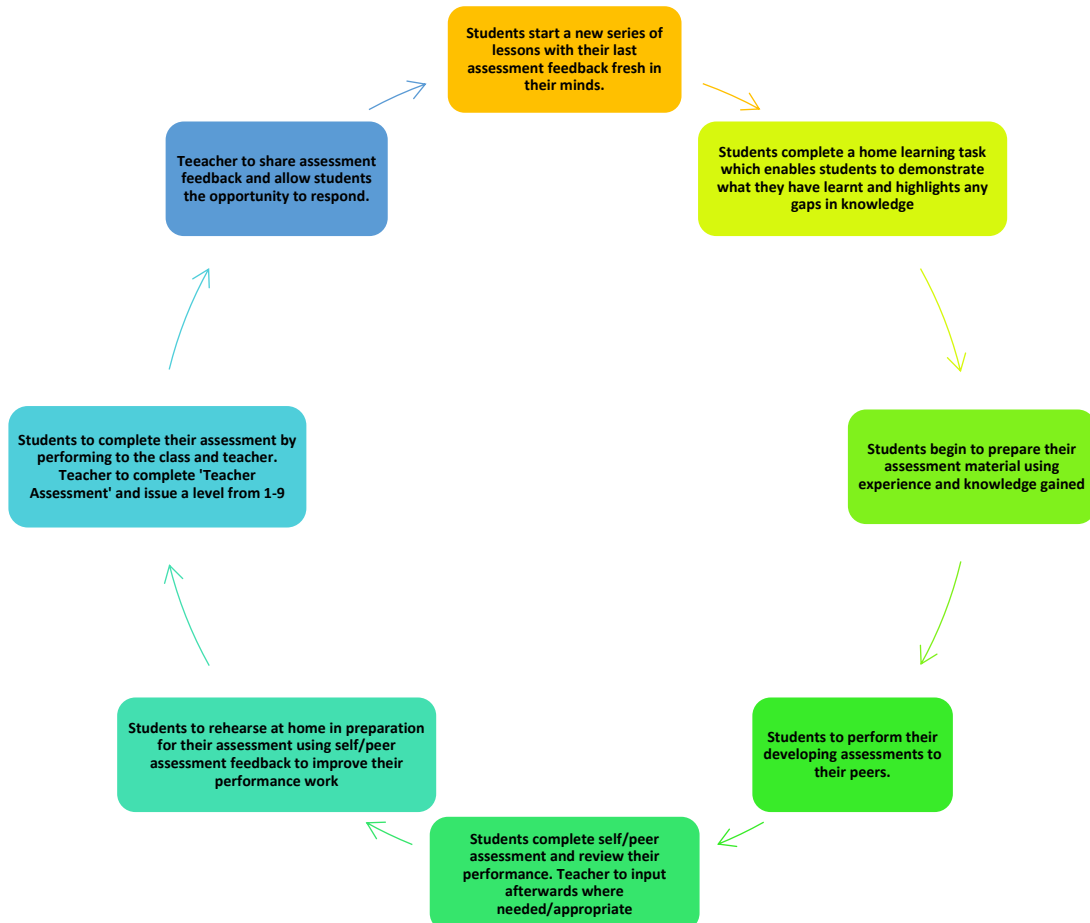 Students start a new series of
lessons with their last
assessment feedback fresh in
their minds.
Students complete a home learning task
which enables students to demonstrate
what they have learnt and highlights any
gaps in knowledge
Students begin to prepare their
assessment material using
experience and knowledge gained
Students to perform their
developing assessments to
their peers.
Students complete self/peer
assessment and review their
performance. Teacher to input
afterwards where
needed/appropriate
Students to rehearse at home in preparation
for their assessment using self/peer
assessment feedback to improve their
performance work
Students to complete their assessment by
performing to the class and teacher.
Teacher to complete 'Teacher
Assessment' and issue a level from 1-9
Teeacher to share assessment
feedback and allow students
the opportunity to respond.